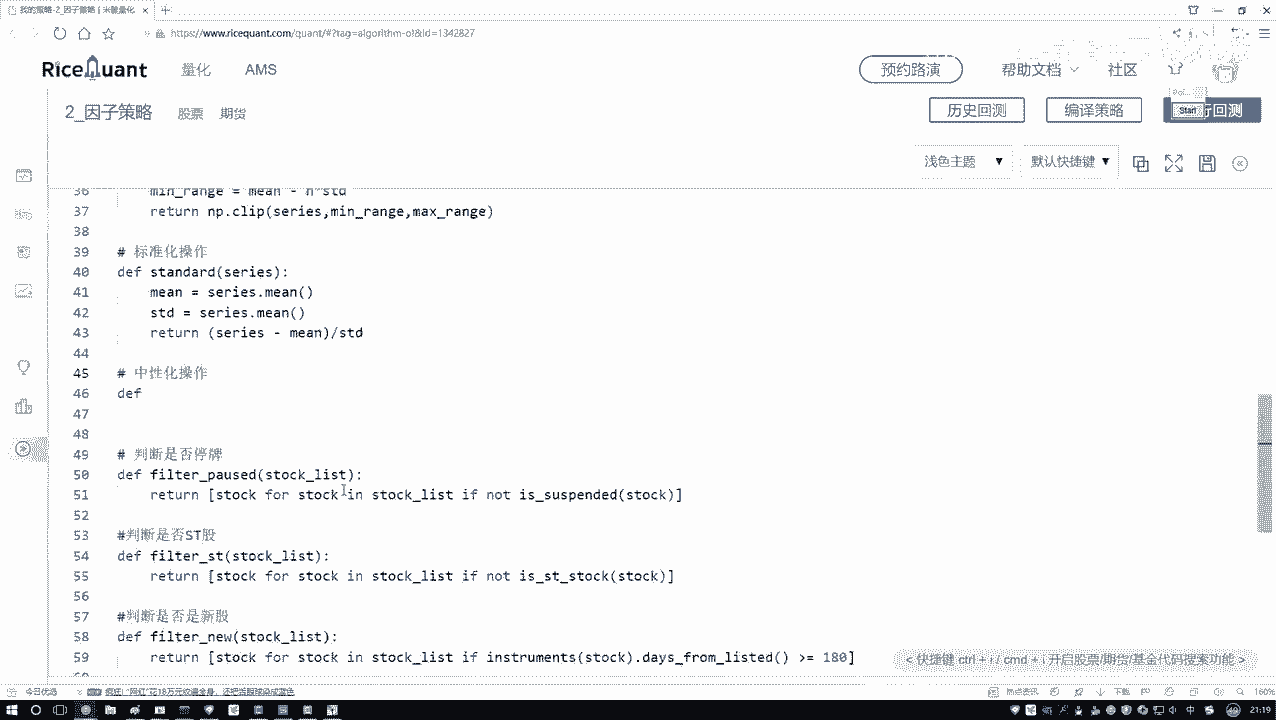 我的策略-2_因子策略 | 米筐量化
https://www.ricequant.com/quant/#?tag=algorithm-ol&id=1342827
RiceQuant 量化 AMS 预约路演 帮助文档 社区
2_因子策略 股票 期货 历史回测 编译策略 行回测
Start
浅色主题 ▼ 默认快捷键 ▼
36 min_range = mean - n*std
37 return np.clip(series,min_range,max_range)
38
39 # 标准化操作
40 def standard(series):
41 mean = series.mean()
42 std = series.mean()
43 return (series - mean)/std
44
45 # 中性化操作
46 def
47
48
49 # 判断是否停牌
50 def filter_paused(stock_list):
51 return [stock for stock in stock_list if not is_suspended(stock)]
52
53 #判断是否ST股
54 def filter_st(stock_list):
55 return [stock for stock in stock_list if not is_st_stock(stock)]
56
57 #判断是否是新股
58 def filter_new(stock_list):
59 return [stock for stock in stock_list if instruments(stock).days_from_listed() >= 180]
< 快捷键 ctrl + i / cmd + i 开启股票/期货/基金代码搜索功能 >
今日优选 热点资讯 下载 160%
中 21:19